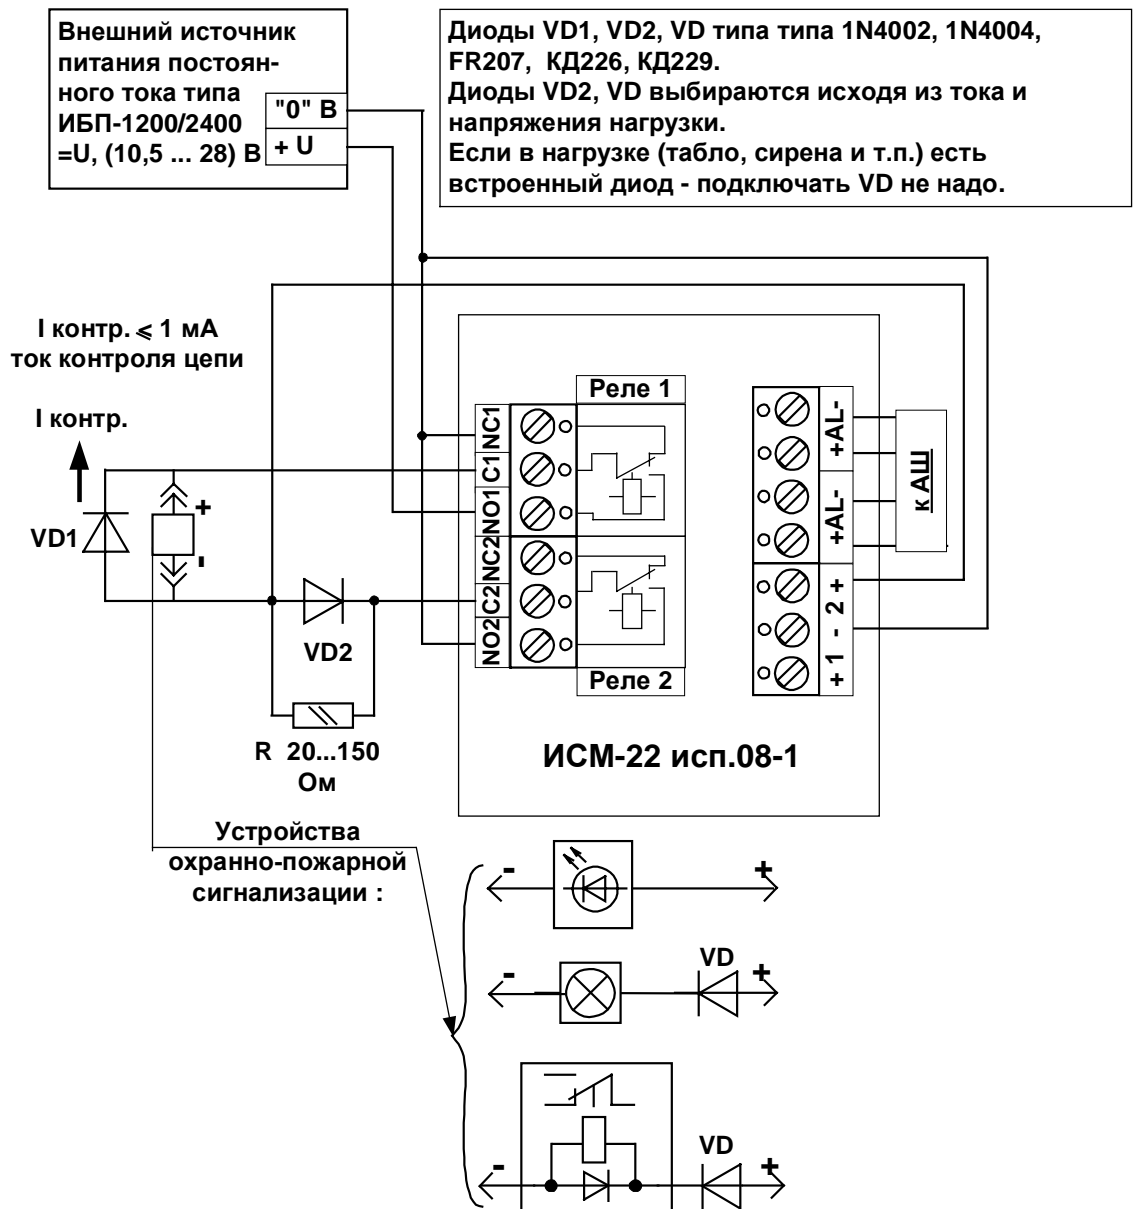 Внешний источник
питания постоян-
ного тока типа
ИБП-1200/2400
=U, (10,5 ... 28) В
"0" В
+ U
Диоды VD1, VD2, VD типа типа 1N4002, 1N4004,
FR207, КД226, КД229.
Диоды VD2, VD выбираются исходя из тока и
напряжения нагрузки.
Если в нагрузке (табло, сирена и т.п.) есть
встроенный диод - подключать VD не надо.
I контр. ⩽ 1 мА
ток контроля цепи
I контр.
VD1
+
-
VD2
R 20...150
Ом
Реле 1
NC1
C1
NO1
NC2
C2
NO2
Реле 2
+AL-
+AL-
+ 1 - 2 +
к АШ
ИСМ-22 исп.08-1
Устройства
охранно-пожарной
сигнализации :
- +
- VD +
- VD +